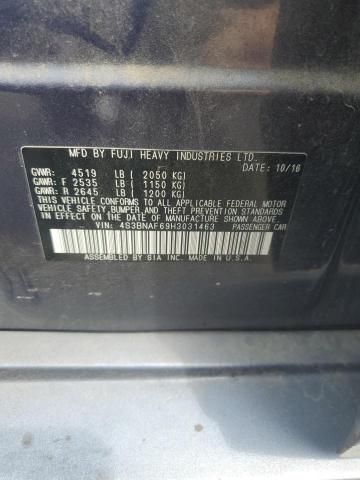 MFD BY FUJI HEAVY INDUSTRIES LTD.
DATE: 10/16
GVWR: 4519 LB ( 2050 KG)
GAWR: F 2535 LB ( 1150 KG)
GAWR: R 2645 LB ( 1200 KG)
THIS VEHICLE CONFORMS TO ALL APPLICABLE FEDERAL MOTOR
VEHICLE SAFETY, BUMPER, AND THEFT PREVENTION STANDARDS
IN EFFECT ON THE DATE OF MANUFACTURE SHOWN ABOVE.
VIN: 4S3BNAF69H3031463 PASSENGER CAR
ASSEMBLED BY SIA INC. MADE IN U.S.A.